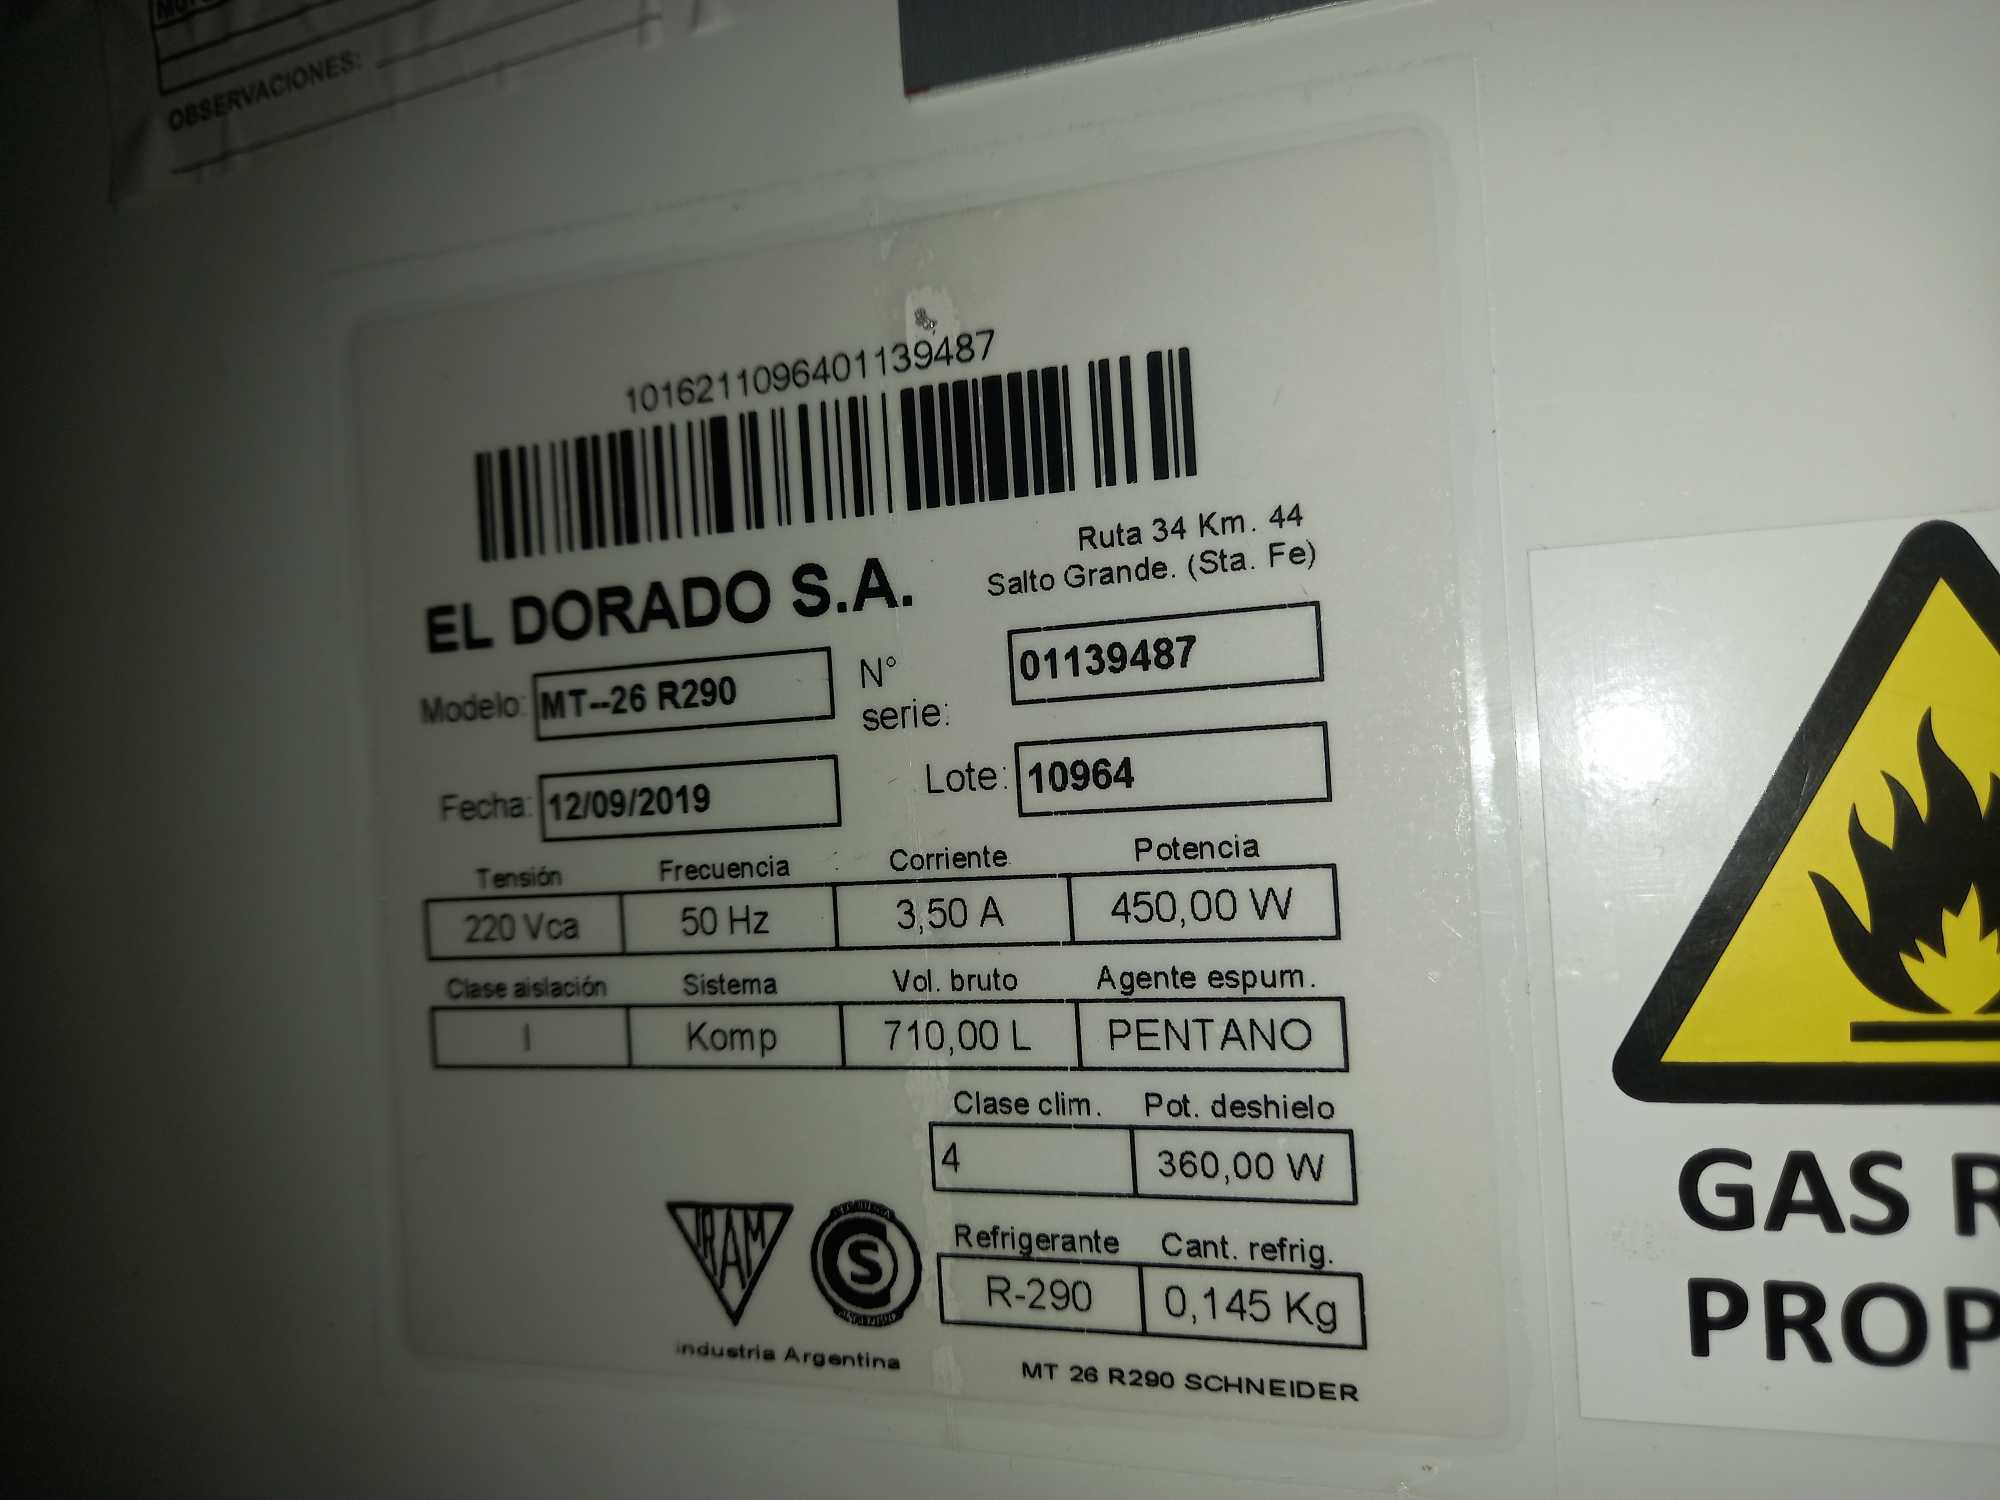 OBSERVACIONES:
1016211096401139487
Ruta 34 Km. 44
Salto Grande. (Sta. Fe)
EL DORADO S.A.
Modelo: MT--26 R290
N° serie: 01139487
Fecha: 12/09/2019
Lote: 10964
Tensión Frecuencia Corriente Potencia
220 Vca 50 Hz 3,50 A 450,00 W
Clase aislación Sistema Vol. bruto Agente espum.
I Komp 710,00 L PENTANO
Clase clim. Pot. deshielo
4 360,00 W
IRAM S
Refrigerante Cant. refrig.
R-290 0,145 Kg
Industria Argentina
MT 26 R290 SCHNEIDER
GAS R
PROP